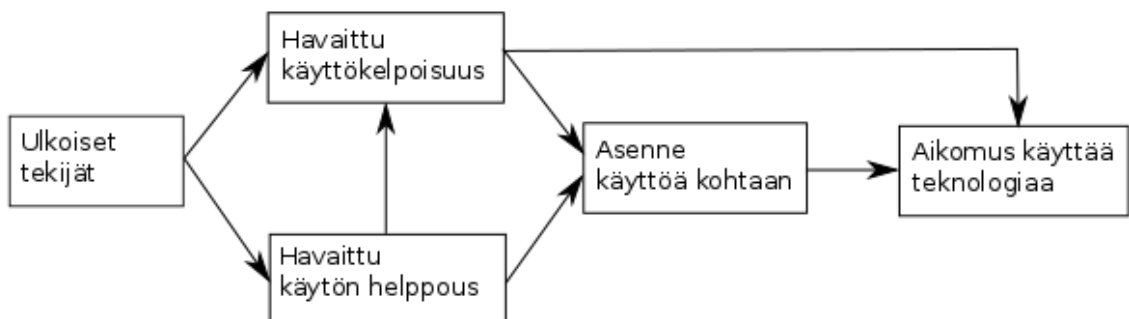 Havaittu
käyttökelpoisuus
Ulkoiset
tekijät
Asenne
käyttöä kohtaan
Aikomus käyttää
teknologiaa
Havaittu
käytön helppous